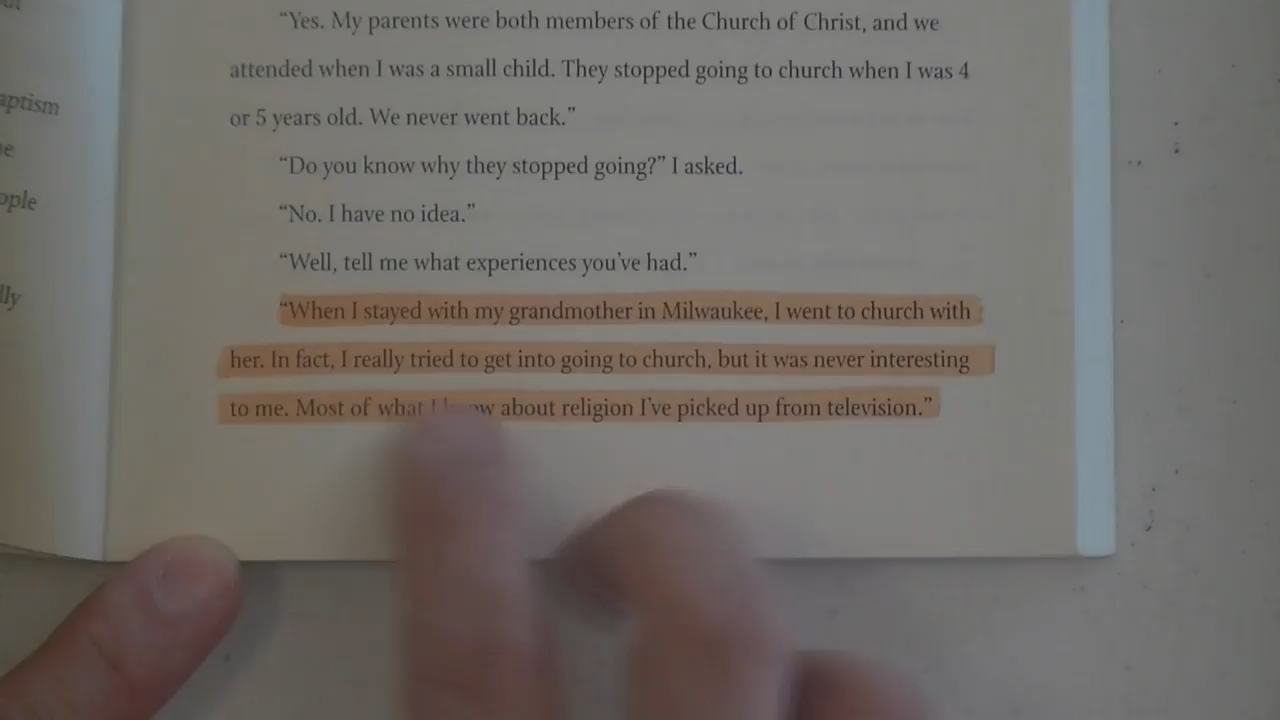 aptism
“Yes. My parents were both members of the Church of Christ, and we
attended when I was a small child. They stopped going to church when I was 4
or 5 years old. We never went back.”
“Do you know why they stopped going?” I asked.
“No. I have no idea.”
“Well, tell me what experiences you’ve had.”
“When I stayed with my grandmother in Milwaukee, I went to church with
her. In fact, I really tried to get into going to church, but it was never interesting
to me. Most of what I know about religion I’ve picked up from television.”